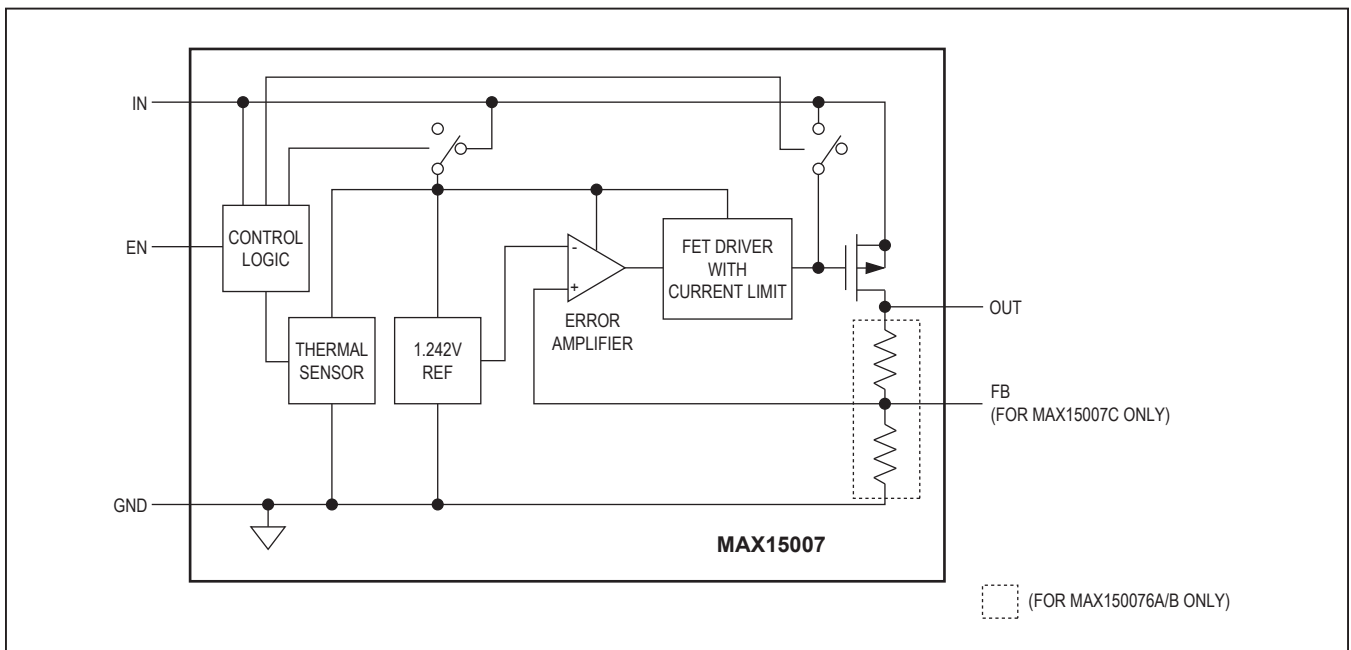 IN
EN
CONTROL
LOGIC
THERMAL
SENSOR
1.242V
REF
-
+
ERROR
AMPLIFIER
FET DRIVER
WITH
CURRENT LIMIT
OUT
FB
(FOR MAX15007C ONLY)
GND
MAX15007
(FOR MAX150076A/B ONLY)